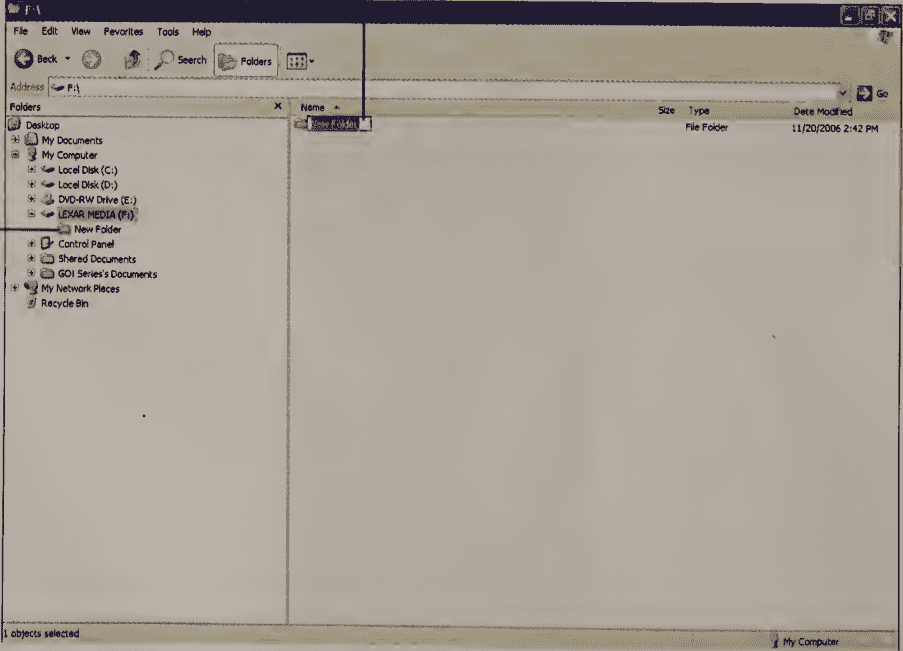 F:\
File Edit View Favorites Tools Help
Back Search Folders
Address F:\ Go
Folders
Name Size Type Date Modified
Desktop
New Folder File Folder 11/20/2006 2:42 PM
My Documents
My Computer
Local Disk (C:)
Local Disk (D:)
DVD-RW Drive (E:)
LEXAR MEDIA (F:)
New Folder
Control Panel
Shared Documents
GOI Series's Documents
My Network Places
Recycle Bin
1 objects selected
My Computer